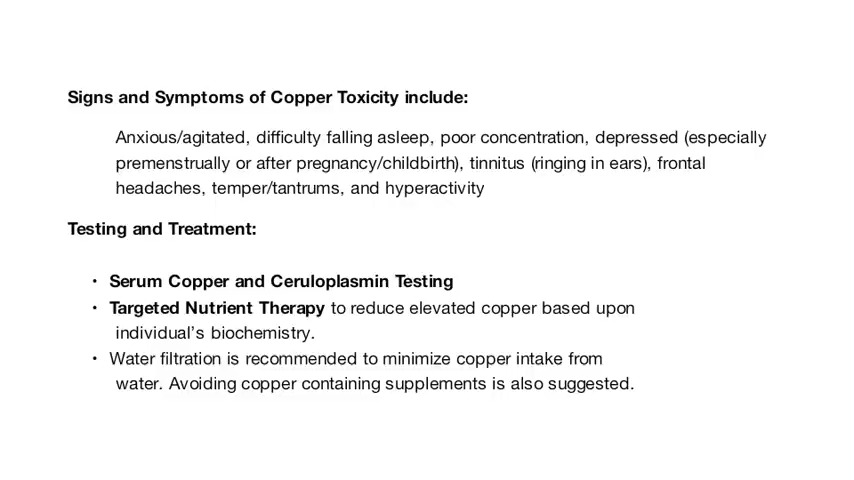 Signs and Symptoms of Copper Toxicity include:
Anxious/agitated, difficulty falling asleep, poor concentration, depressed (especially
premenstrually or after pregnancy/childbirth), tinnitus (ringing in ears), frontal
headaches, temper/tantrums, and hyperactivity
Testing and Treatment:
• Serum Copper and Ceruloplasmin Testing
• Targeted Nutrient Therapy to reduce elevated copper based upon
individual's biochemistry.
• Water filtration is recommended to minimize copper intake from
water. Avoiding copper containing supplements is also suggested.